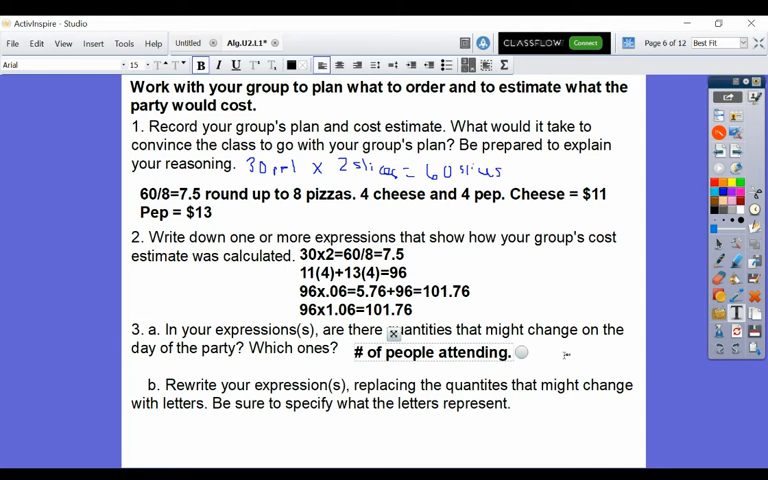 ActivInspire - Studio
File Edit View Insert Tools Help Untitled Alg.U2.L1* CLASSFLOW Connect Page 6 of 12 Best Fit
Arial 15 B I U
Work with your group to plan what to order and to estimate what the
party would cost.
1. Record your group's plan and cost estimate. What would it take to
convince the class to go with your group's plan? Be prepared to explain
your reasoning. 30 ppl x 2 slices = 60 slices
60/8=7.5 round up to 8 pizzas. 4 cheese and 4 pep. Cheese = $11
Pep = $13
2. Write down one or more expressions that show how your group's cost
estimate was calculated. 30x2=60/8=7.5
11(4)+13(4)=96
96x.06=5.76+96=101.76
96x1.06=101.76
3. a. In your expressions(s), are there quantities that might change on the
day of the party? Which ones? # of people attending.
b. Rewrite your expression(s), replacing the quantites that might change
with letters. Be sure to specify what the letters represent.